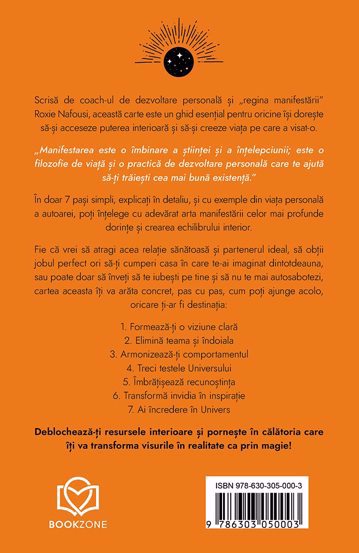 Scrisă de coach-ul de dezvoltare personală și „regina manifestării”
Roxie Nafousi, această carte este un ghid esențial pentru oricine își dorește
să-și acceseze puterea interioară și să-și creeze viața pe care a visat-o.
„Manifestarea este o îmbinare a științei și a înțelepciunii; este o
filozofie de viață și o practică de dezvoltare personală care te ajută
să-ți trăiești cea mai bună existență.”
În doar 7 pași simpli, explicați în detaliu, și cu exemple din viața personală
a autoarei, poți înțelege cu adevărat arta manifestării celor mai profunde
dorințe și crearea echilibrului interior.
Fie că vrei să atragi acea relație sănătoasă și partenerul ideal, să obții
jobul perfect ori să-ți cumperi casa în care te-ai imaginat dintotdeauna,
sau poate doar să înveți să te iubești pe tine și să nu te mai autosabotezi,
cartea aceasta îți va arăta concret, pas cu pas, cum poți ajunge acolo,
oricare ți-ar fi destinația:
1. Formează-ți o viziune clară
2. Elimină teama și îndoiala
3. Armonizează-ți comportamentul
4. Treci testele Universului
5. Îmbrățișează recunoștința
6. Transformă invidia în inspirație
7. Ai încredere în Univers
Deblochează-ți resursele interioare și pornește în călătoria care
îți va transforma visurile în realitate ca prin magie!
BOOKZONE
ISBN 978-630-305-000-3
9 786303 050003